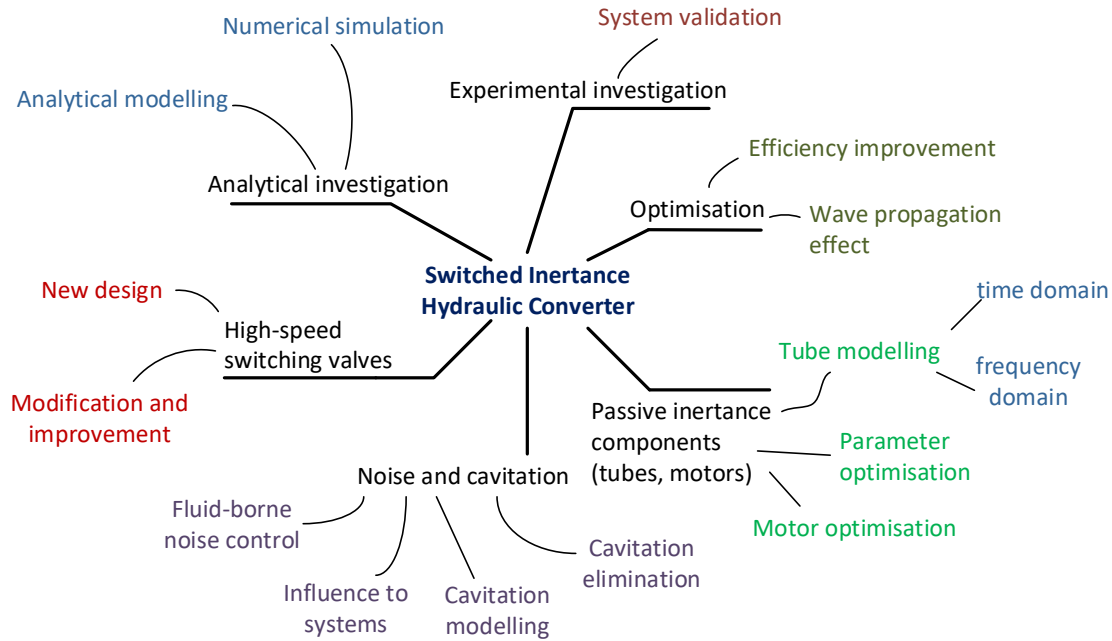 Numerical simulation
System validation
Analytical modelling
Experimental investigation
Efficiency improvement
Analytical investigation
Optimisation
Wave propagation
effect
Switched Inertance
Hydraulic Converter
New design
High-speed
switching valves
Modification and
improvement
time domain
Tube modelling
frequency
domain
Passive inertance
components
(tubes, motors)
Parameter
optimisation
Motor optimisation
Noise and cavitation
Fluid-borne
noise control
Influence to
systems
Cavitation
modelling
Cavitation
elimination